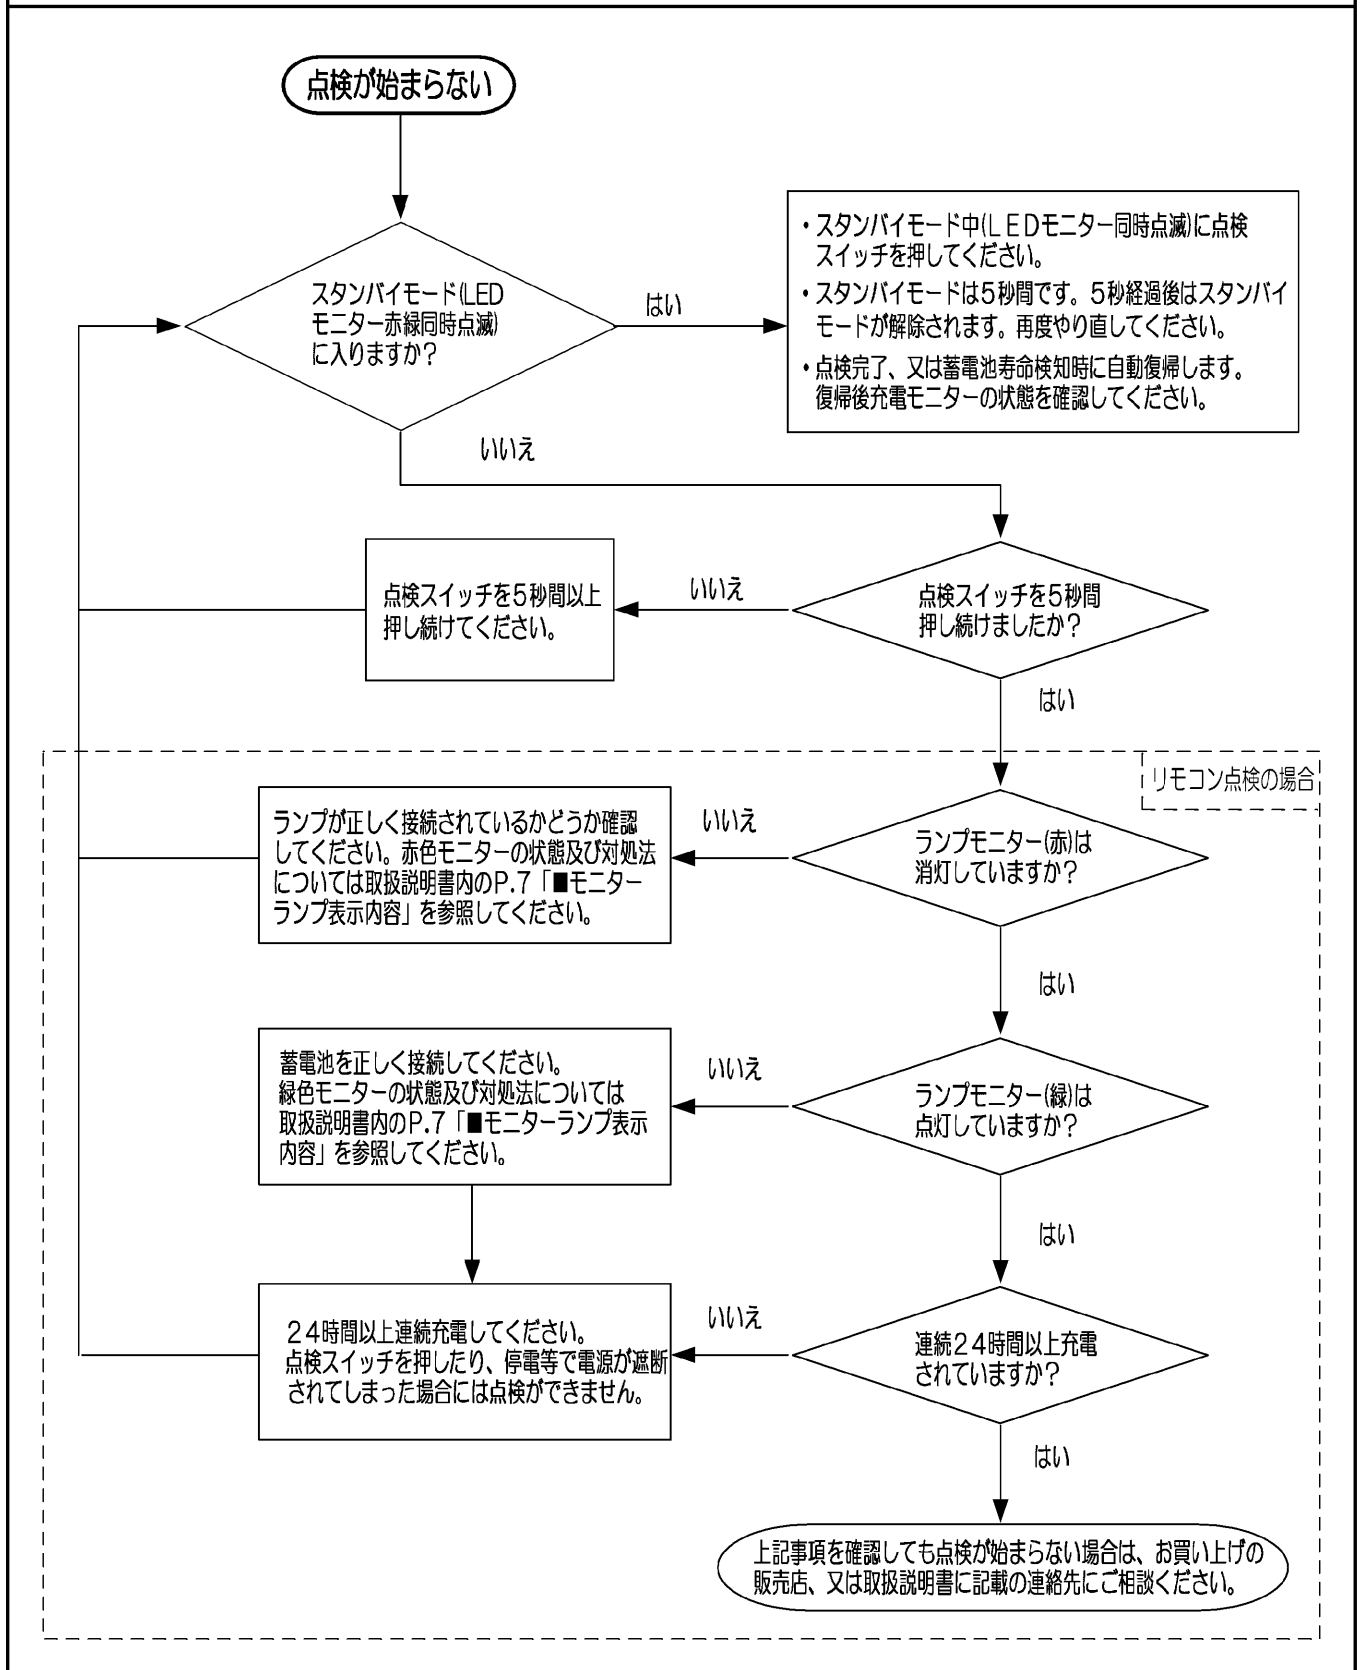 点検が始まらない
スタンバイモード(LED
モニター赤緑同時点滅)
に入りますか？
はい
・スタンバイモード中(ＬＥＤモニター同時点滅)に点検
スイッチを押してください。
・スタンバイモードは５秒間です。５秒経過後はスタンバイ
モードが解除されます。再度やり直してください。
・点検完了、又は蓄電池寿命検知時に自動復帰します。
復帰後充電モニターの状態を確認してください。
いいえ
点検スイッチを５秒間
押し続けましたか？
いいえ
点検スイッチを５秒間以上
押し続けてください。
はい
リモコン点検の場合
ランプモニター(赤)は
消灯していますか？
いいえ
ランプが正しく接続されているかどうか確認
してください。赤色モニターの状態及び対処法
については取扱説明書内のＰ.７「■モニター
ランプ表示内容」を参照してください。
はい
ランプモニター(緑)は
点灯していますか？
いいえ
蓄電池を正しく接続してください。
緑色モニターの状態及び対処法については
取扱説明書内のＰ.７「■モニターランプ表示
内容」を参照してください。
はい
連続２４時間以上充電
されていますか？
いいえ
２４時間以上連続充電してください。
点検スイッチを押したり、停電等で電源が遮断
されてしまった場合には点検ができません。
はい
上記事項を確認しても点検が始まらない場合は、お買い上げの
販売店、又は取扱説明書に記載の連絡先にご相談ください。